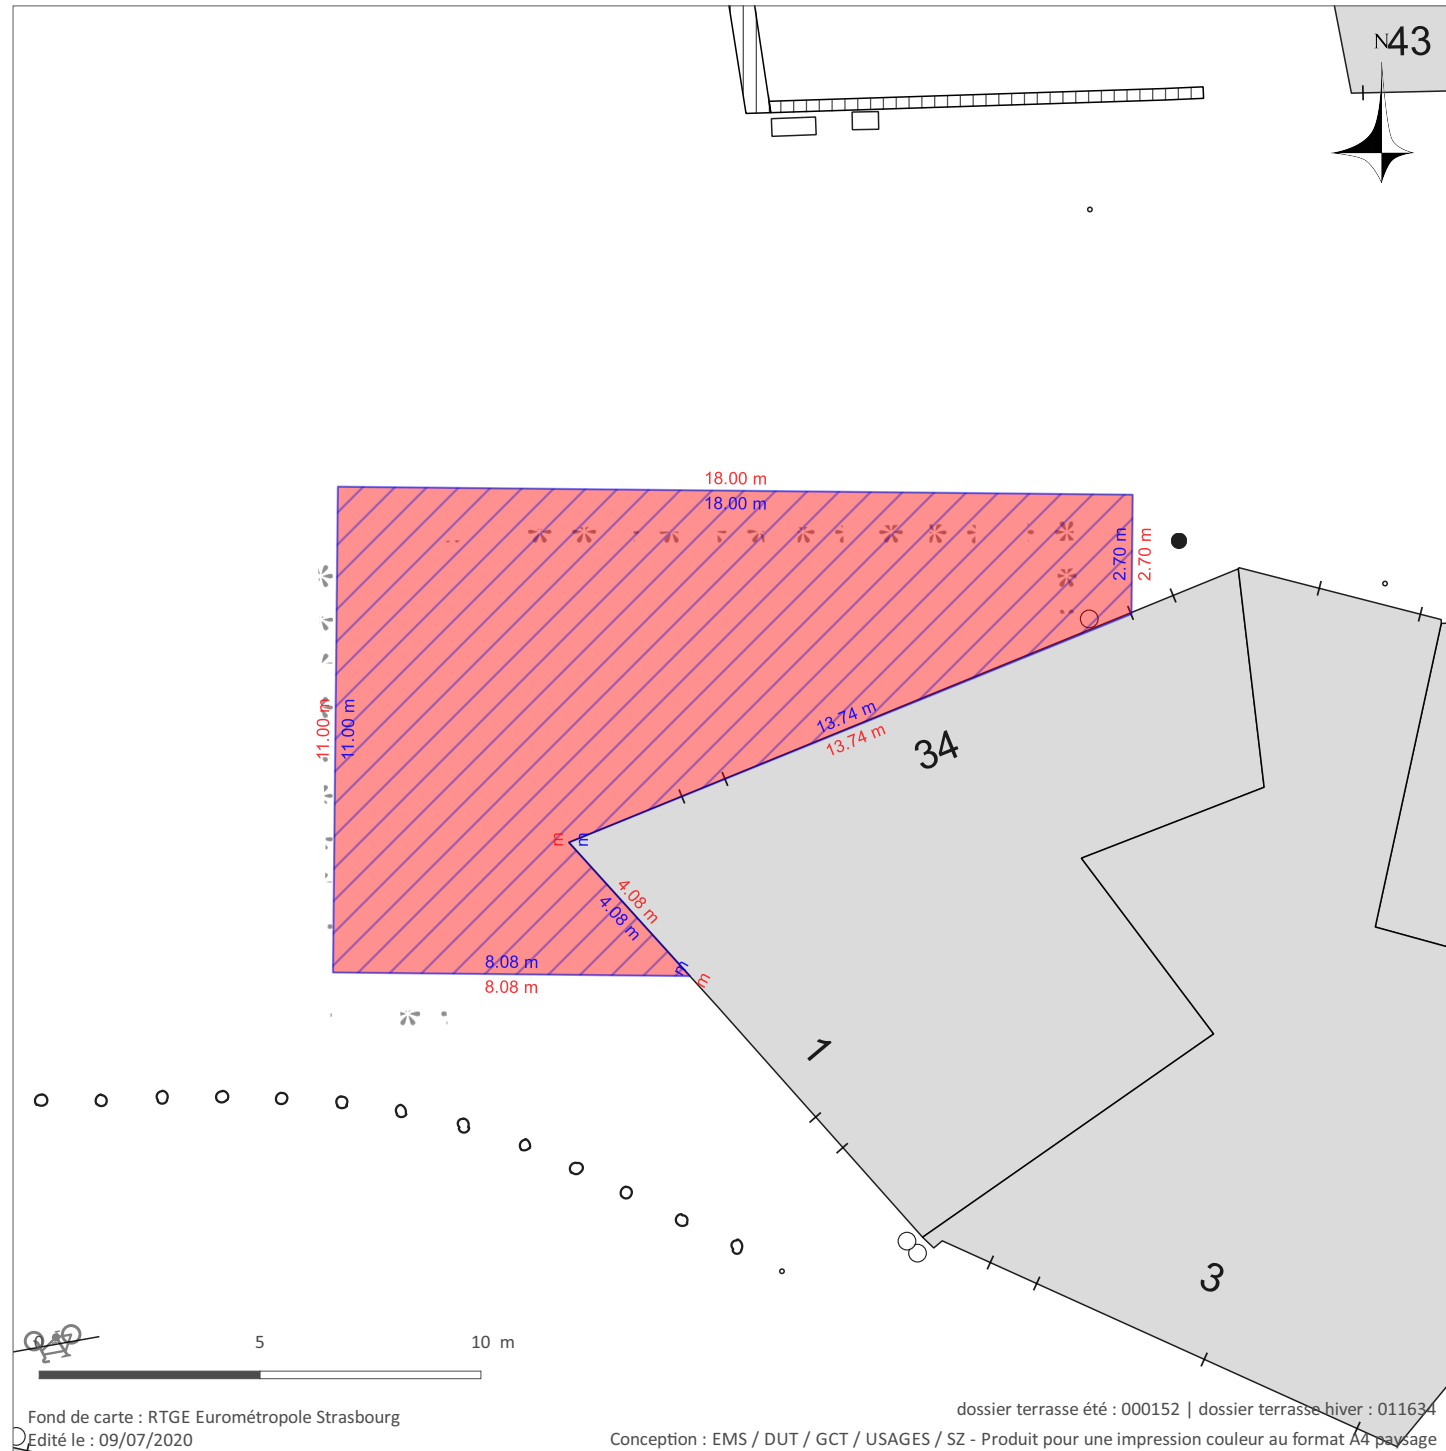 N
43
18.00 m
18.00 m
2.70 m
2.70 m
11.00 m
11.00 m
13.74 m
13.74 m
34
m
m
4.08 m
4.08 m
8.08 m
8.08 m
m
m
1
3
0 5 10 m
Fond de carte : RTGE Eurométropole Strasbourg
Edité le : 09/07/2020
dossier terrasse été : 000152 | dossier terrasse hiver : 011634
Conception : EMS / DUT / GCT / USAGES / SZ - Produit pour une impression couleur au format A4 paysage